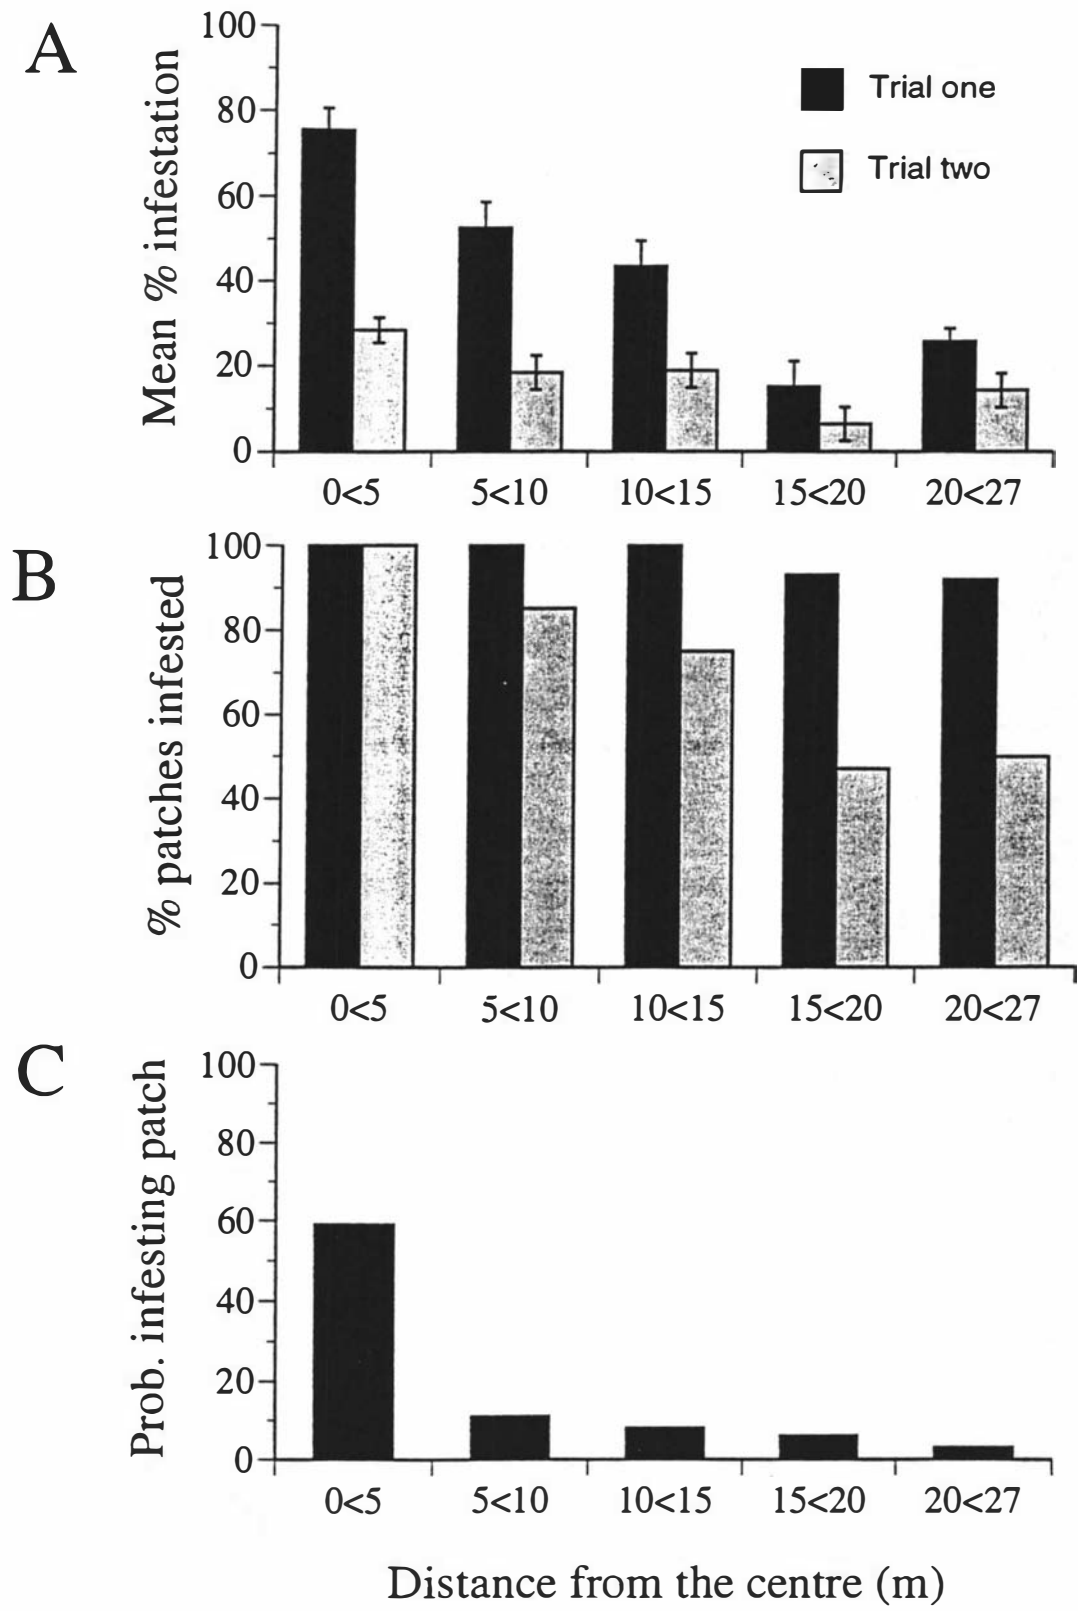 A
Mean % infestation
100
80
60
40
20
0
Trial one
Trial two
0<5 5<10 10<15 15<20 20<27
B
% patches infested
100
80
60
40
20
0
0<5 5<10 10<15 15<20 20<27
C
Prob. infesting patch
100
80
60
40
20
0
0<5 5<10 10<15 15<20 20<27
Distance from the centre (m)